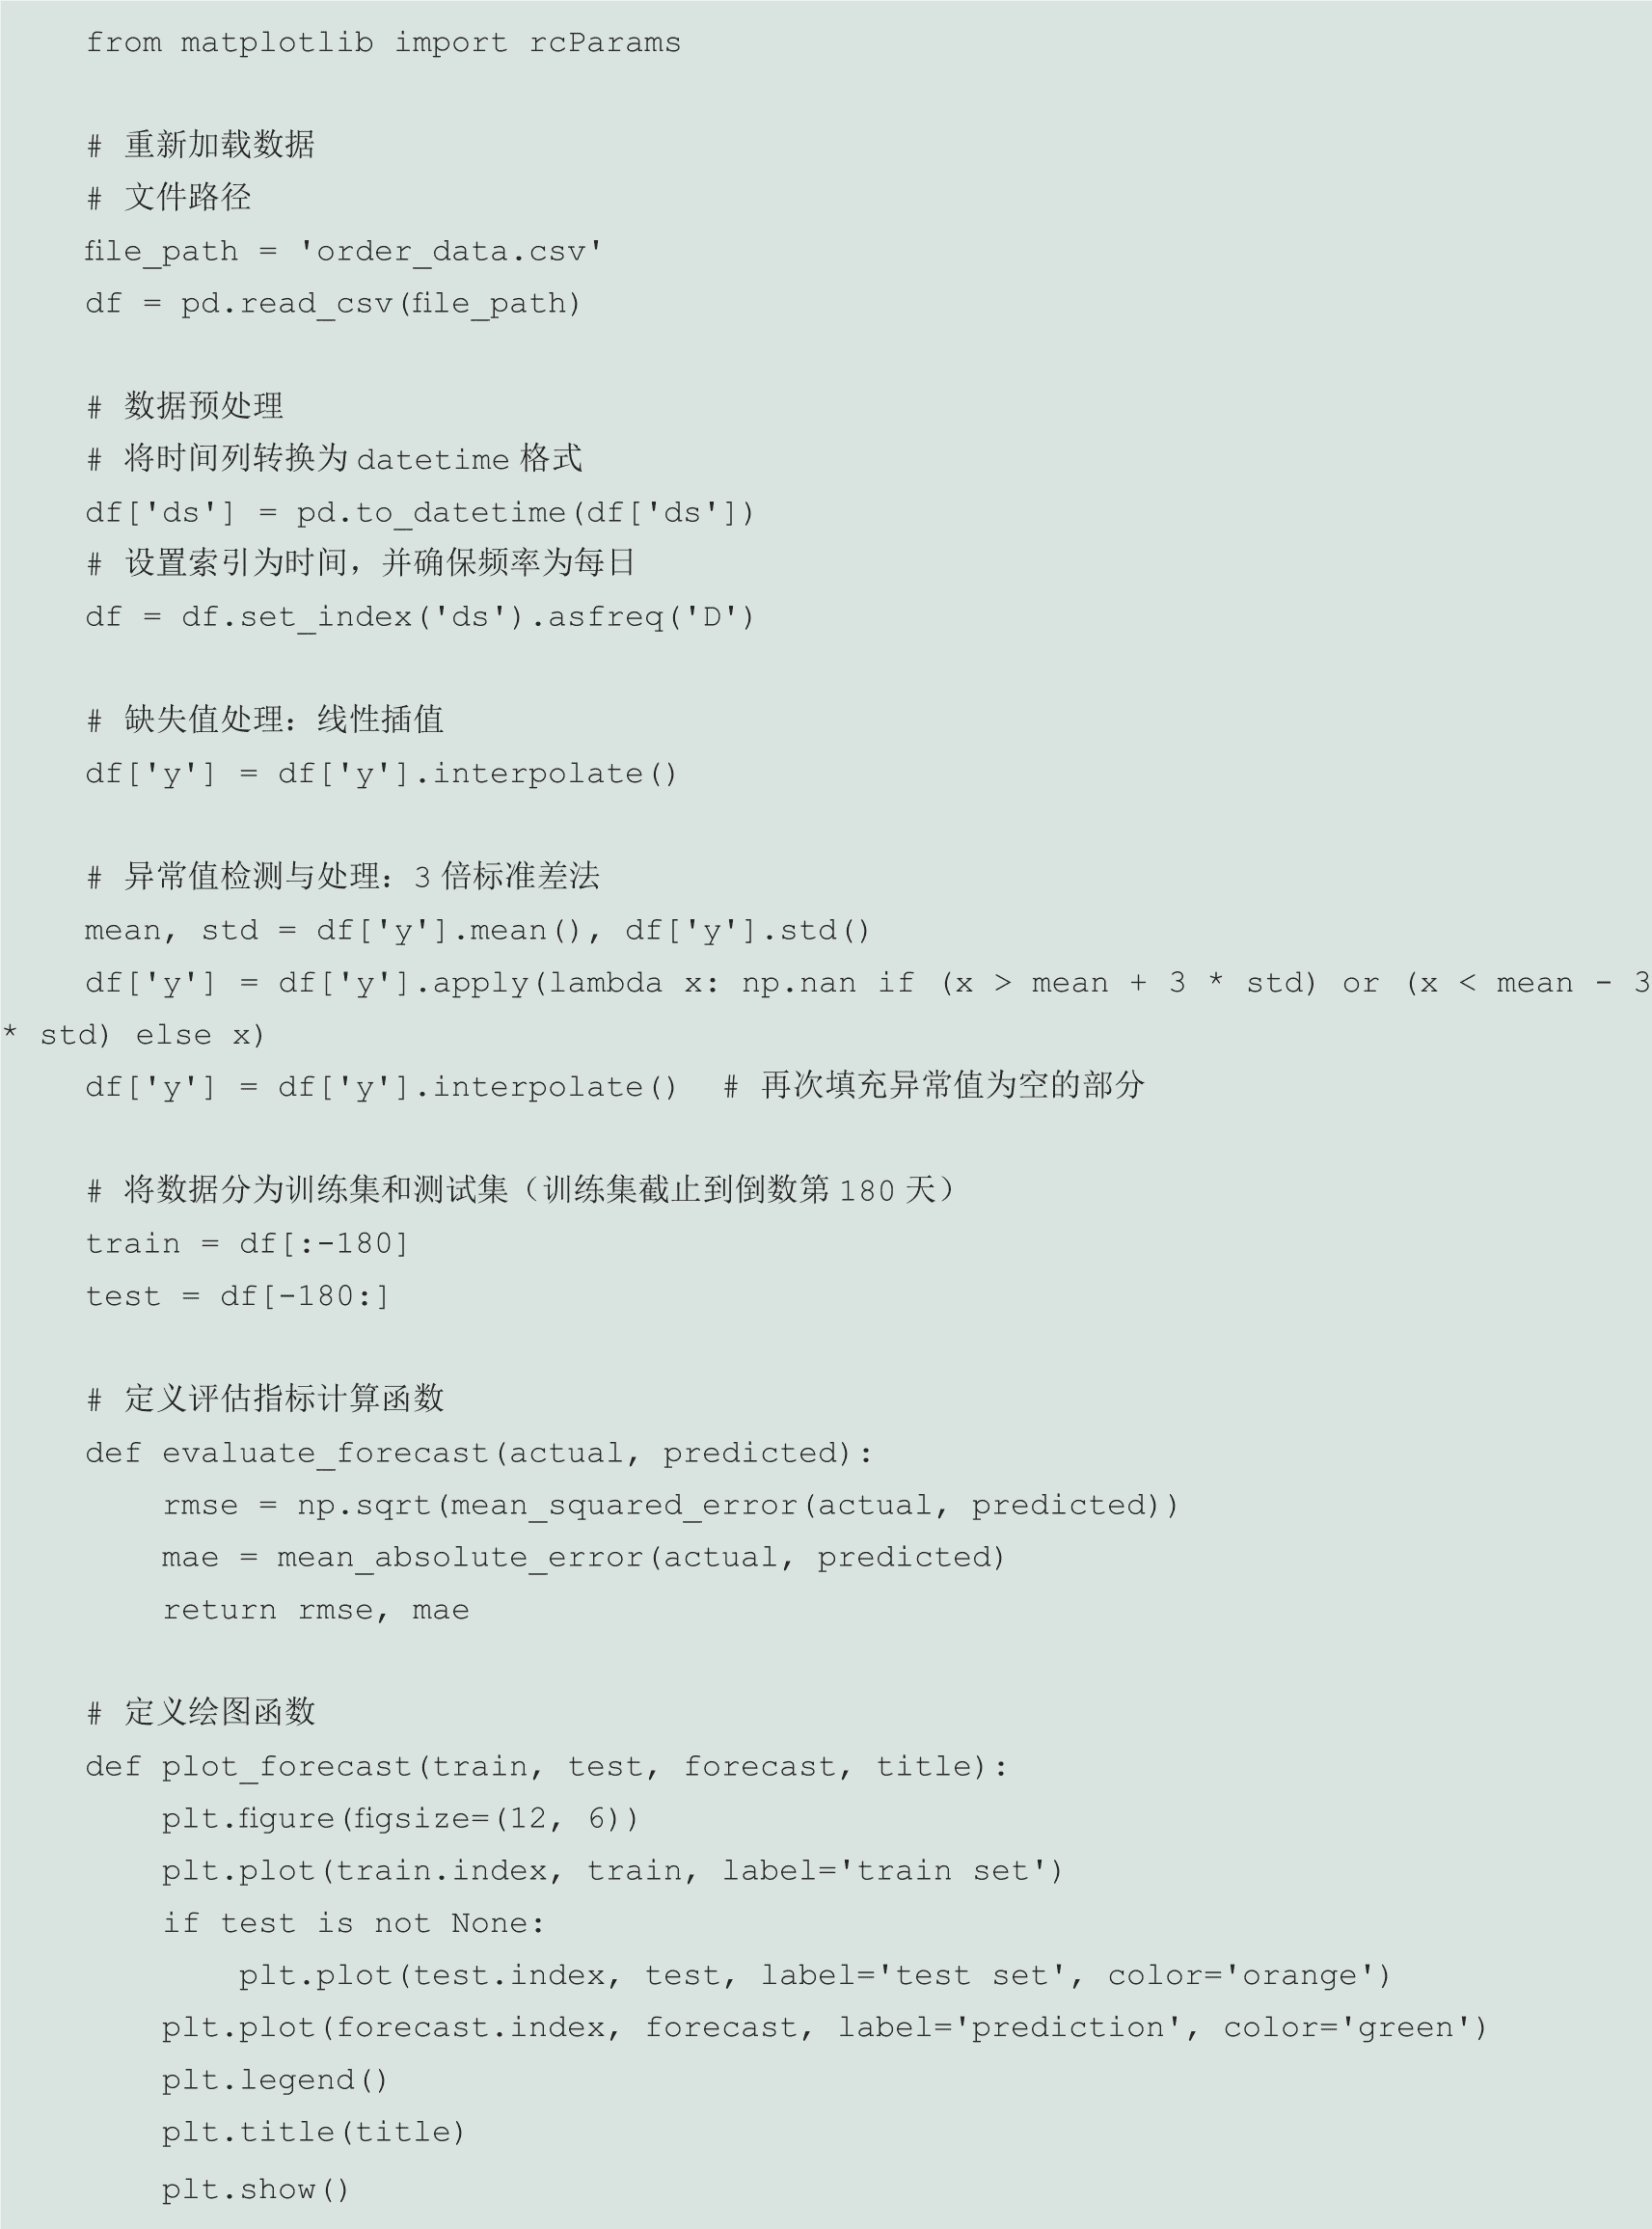 from matplotlib import rcParams
# 重新加载数据
# 文件路径
file_path = 'order_data.csv'
df = pd.read_csv(file_path)
# 数据预处理
# 将时间列转换为 datetime 格式
df['ds'] = pd.to_datetime(df['ds'])
# 设置索引为时间，并确保频率为每日
df = df.set_index('ds').asfreq('D')
# 缺失值处理：线性插值
df['y'] = df['y'].interpolate()
# 异常值检测与处理：3 倍标准差法
mean, std = df['y'].mean(), df['y'].std()
df['y'] = df['y'].apply(lambda x: np.nan if (x > mean + 3 * std) or (x < mean - 3
* std) else x)
df['y'] = df['y'].interpolate()  # 再次填充异常值为空的部分
# 将数据分为训练集和测试集（训练集截止到倒数第 180 天）
train = df[:-180]
test = df[-180:]
# 定义评估指标计算函数
def evaluate_forecast(actual, predicted):
    rmse = np.sqrt(mean_squared_error(actual, predicted))
    mae = mean_absolute_error(actual, predicted)
    return rmse, mae
# 定义绘图函数
def plot_forecast(train, test, forecast, title):
    plt.figure(figsize=(12, 6))
    plt.plot(train.index, train, label='train set')
    if test is not None:
        plt.plot(test.index, test, label='test set', color='orange')
    plt.plot(forecast.index, forecast, label='prediction', color='green')
    plt.legend()
    plt.title(title)
    plt.show()